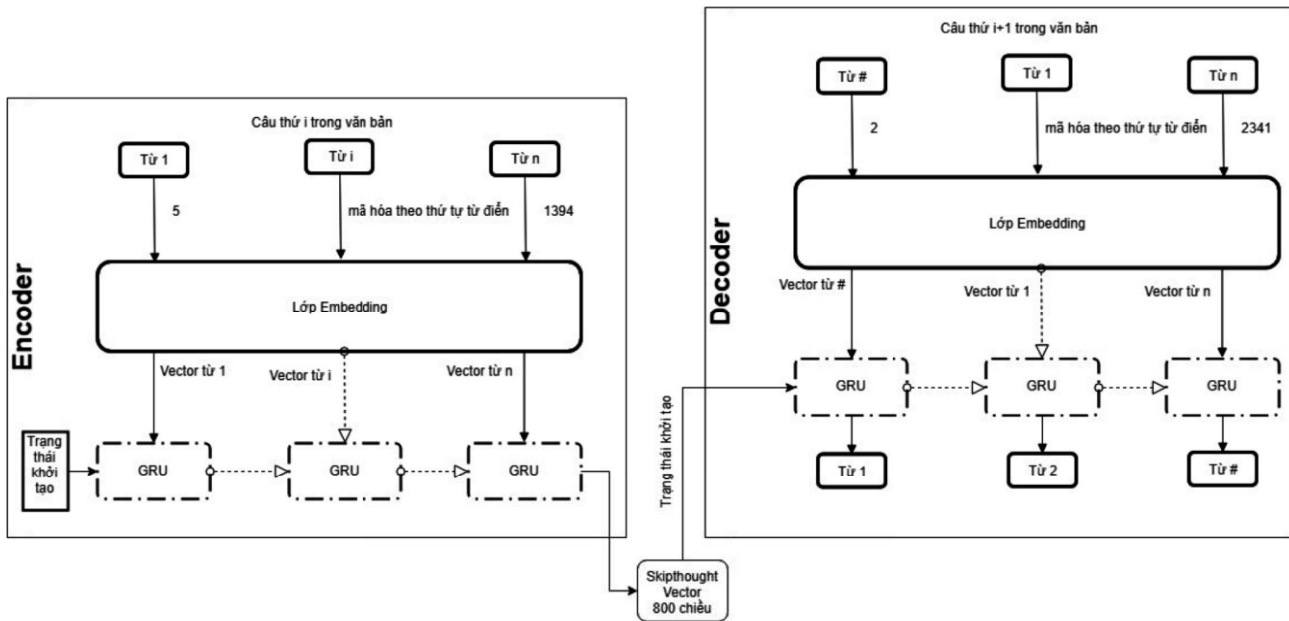 Encoder
Câu thứ i trong văn bản
Từ 1
Từ i
Từ n
5
mã hóa theo thứ tự từ điển
1394
Lớp Embedding
Vector từ 1
Vector từ i
Vector từ n
Trạng
thái
khởi
tạo
GRU
GRU
GRU
Skipthought
Vector
800 chiều
Trạng thái khởi tạo
Decoder
Câu thứ i+1 trong văn bản
Từ #
Từ 1
Từ n
2
mã hóa theo thứ tự từ điển
2341
Lớp Embedding
Vector từ #
Vector từ 1
Vector từ n
GRU
GRU
GRU
Từ 1
Từ 2
Từ #